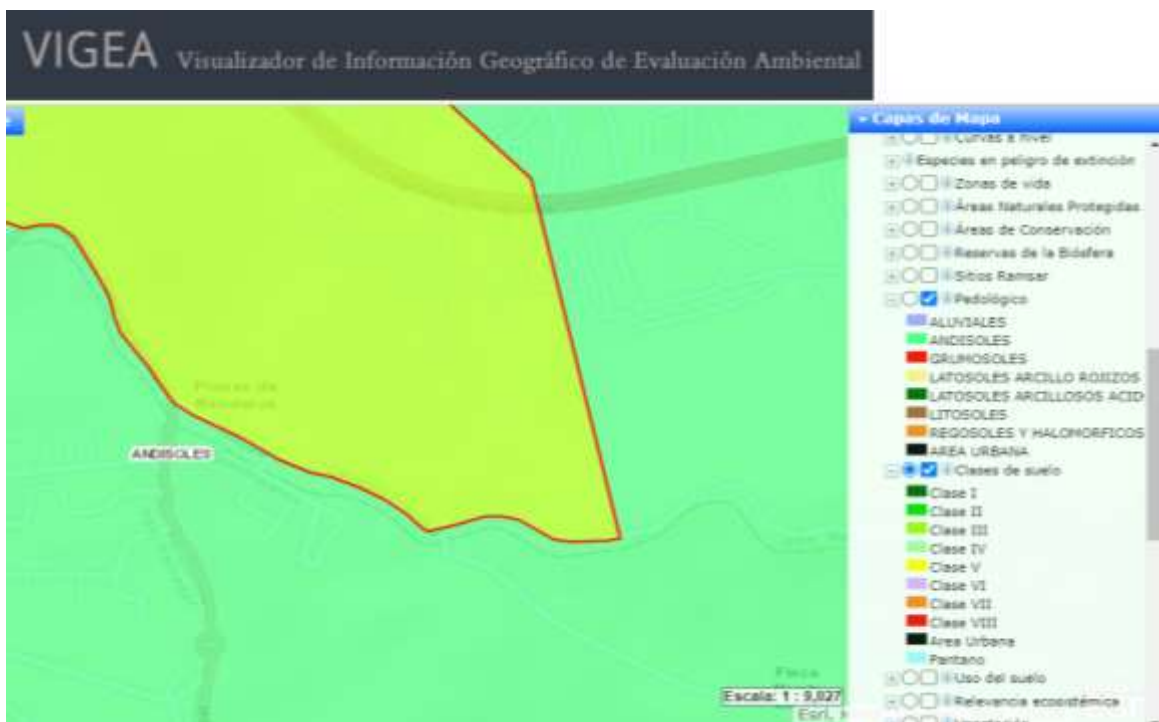 VIGEA Visualizador de Información Geográfico de Evaluación Ambiental
Capas de Mapa
Curvas a nivel
Especies en peligro de extinción
Zonas de vida
Áreas Naturales Protegidas
Áreas de Conservación
Reservas de la Biósfera
Sitios Ramsar
Pedológico
ALUVIALES
ANDISOLES
GRUMOSOLES
LATOSOLES ARCILLO ROJIZOS
LATOSOLES ARCILLOSOS ACID
LITOSOLES
REGOSOLES Y HALOMORFICOS
AREA URBANA
Clases de suelo
Clase I
Clase II
Clase III
Clase IV
Clase V
Clase VI
Clase VII
Clase VIII
Area Urbana
Pantano
Uso del suelo
Relevancia ecosistémica
ANDISOLES
Finca
Escala: 1 : 9,027
Esri,